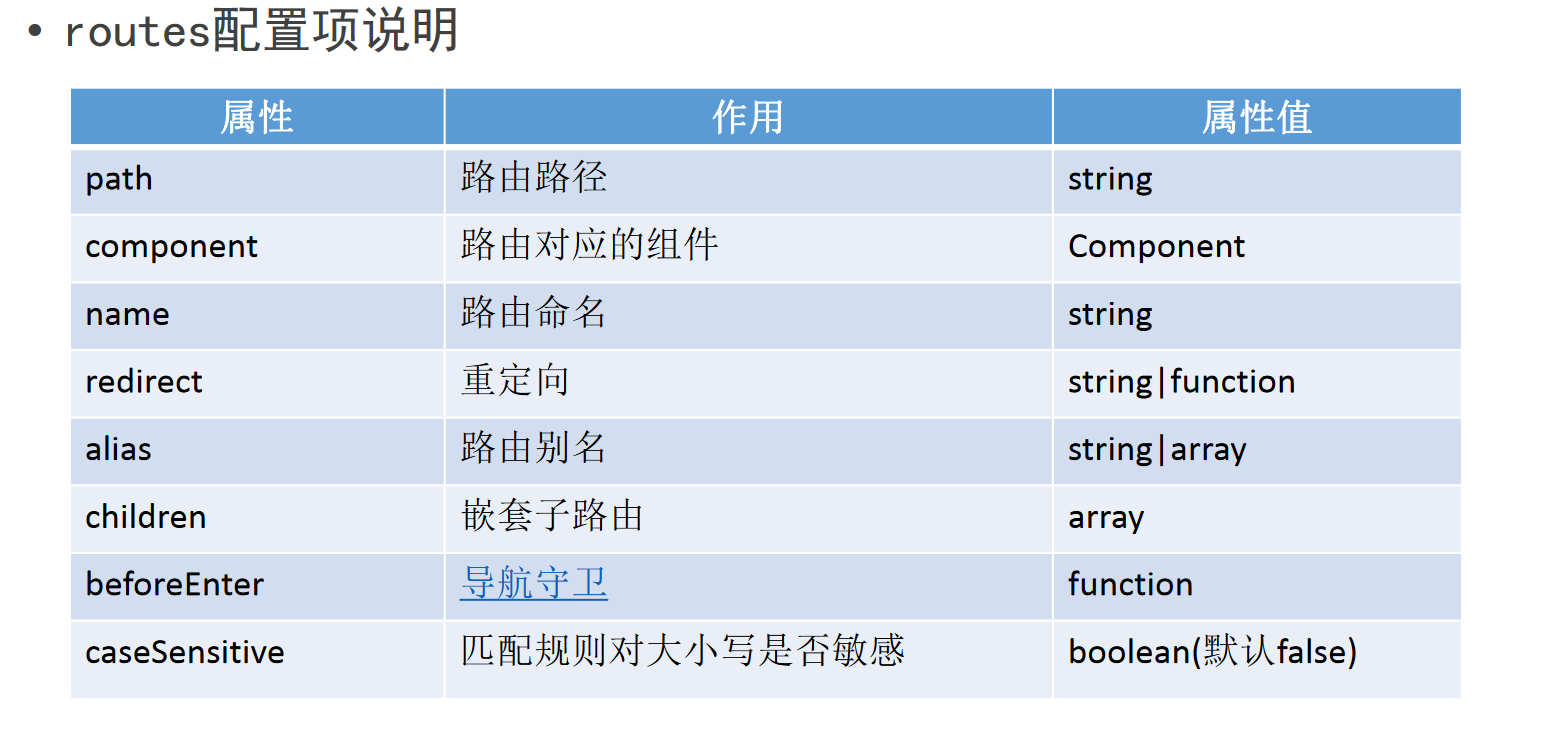 • routes配置项说明
属性 作用 属性值
path 路由路径 string
component 路由对应的组件 Component
name 路由命名 string
redirect 重定向 string|function
alias 路由别名 string|array
children 嵌套子路由 array
beforeEnter 导航守卫 function
caseSensitive 匹配规则对大小写是否敏感 boolean(默认false)